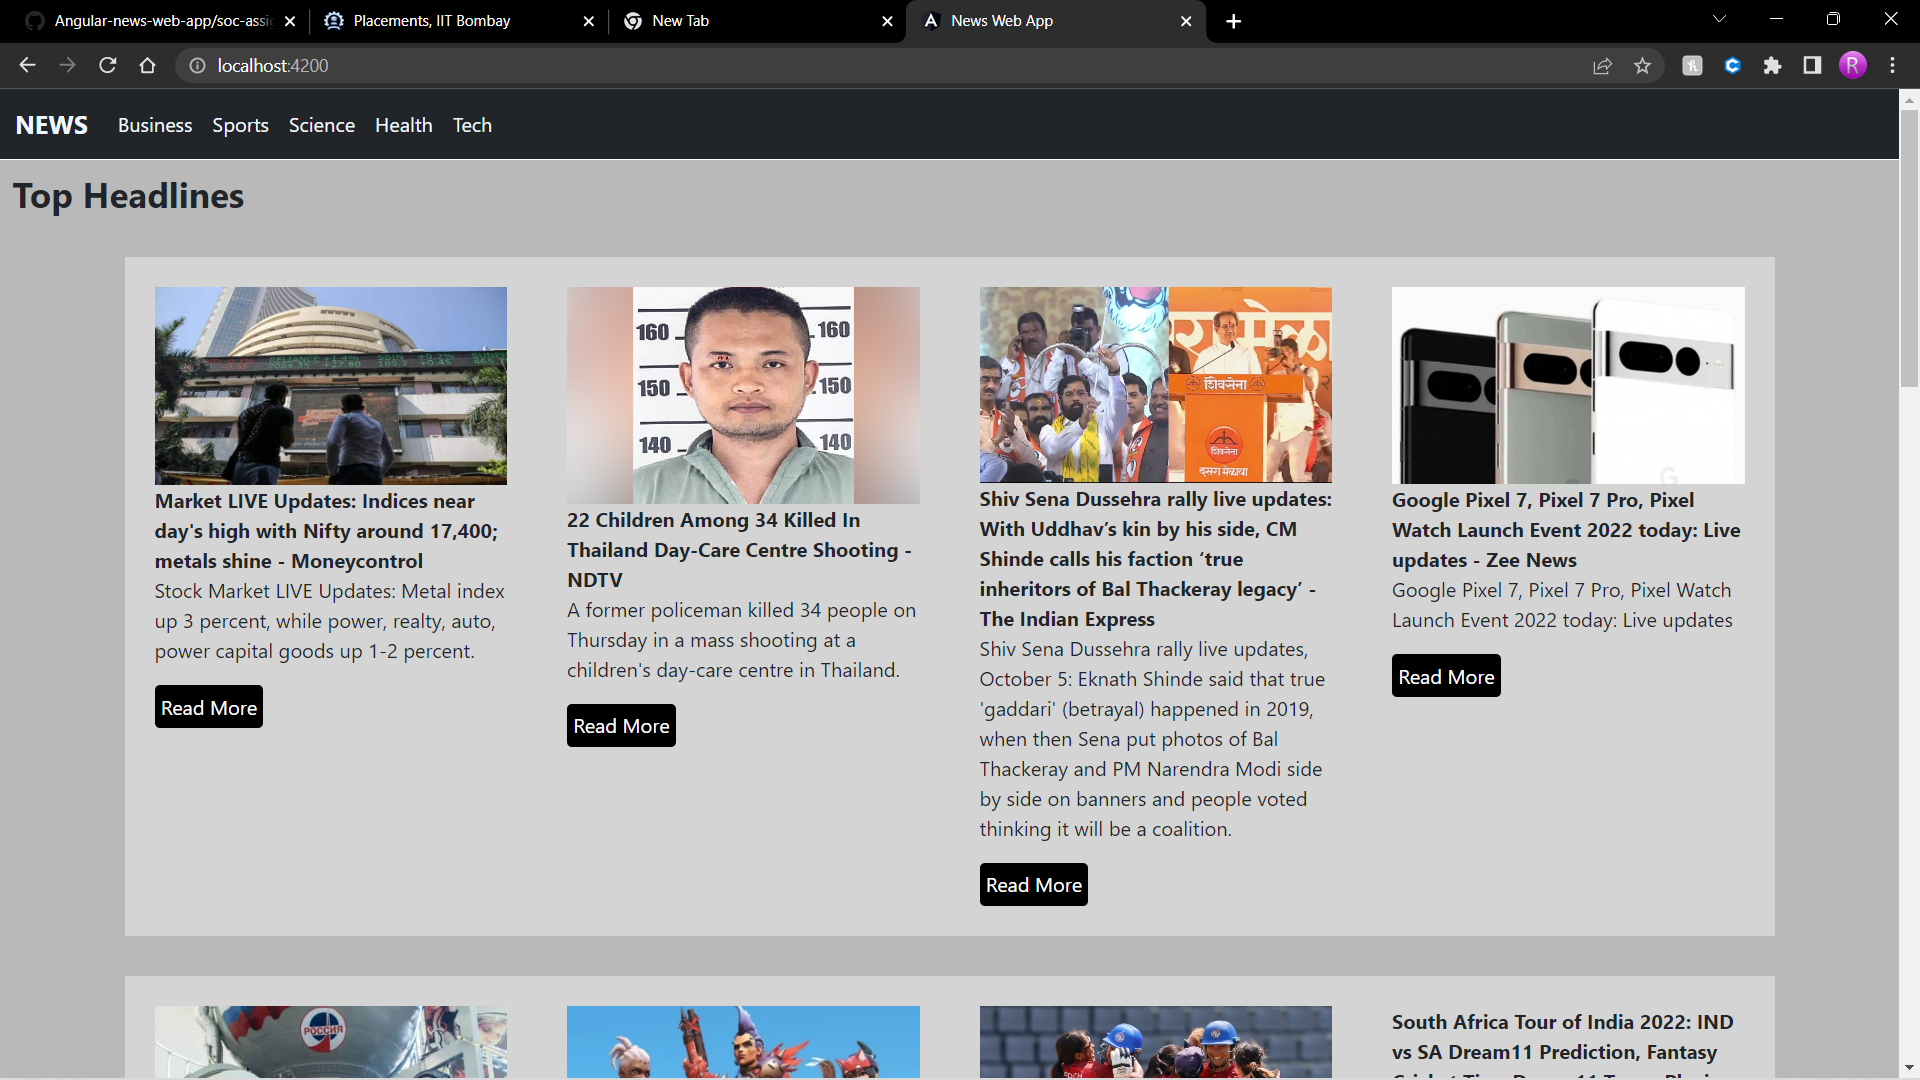 Angular-news-web-app/soc-assi
Placements, IIT Bombay
New Tab
News Web App
localhost:4200
R
NEWS
Business
Sports
Science
Health
Tech
Top Headlines
Market LIVE Updates: Indices near
day's high with Nifty around 17,400;
metals shine - Moneycontrol
Stock Market LIVE Updates: Metal index
up 3 percent, while power, realty, auto,
power capital goods up 1-2 percent.
Read More
160
160
150
150
140
140
22 Children Among 34 Killed In
Thailand Day-Care Centre Shooting -
NDTV
A former policeman killed 34 people on
Thursday in a mass shooting at a
children's day-care centre in Thailand.
Read More
शिवसेना
शिवसेना
दसरा मेळावा
Shiv Sena Dussehra rally live updates:
With Uddhav’s kin by his side, CM
Shinde calls his faction ‘true
inheritors of Bal Thackeray legacy’ -
The Indian Express
Shiv Sena Dussehra rally live updates,
October 5: Eknath Shinde said that true
'gaddari' (betrayal) happened in 2019,
when then Sena put photos of Bal
Thackeray and PM Narendra Modi side
by side on banners and people voted
thinking it will be a coalition.
Read More
G
Google Pixel 7, Pixel 7 Pro, Pixel
Watch Launch Event 2022 today: Live
updates - Zee News
Google Pixel 7, Pixel 7 Pro, Pixel Watch
Launch Event 2022 today: Live updates
Read More
РОССИЯ
South Africa Tour of India 2022: IND
vs SA Dream11 Prediction, Fantasy